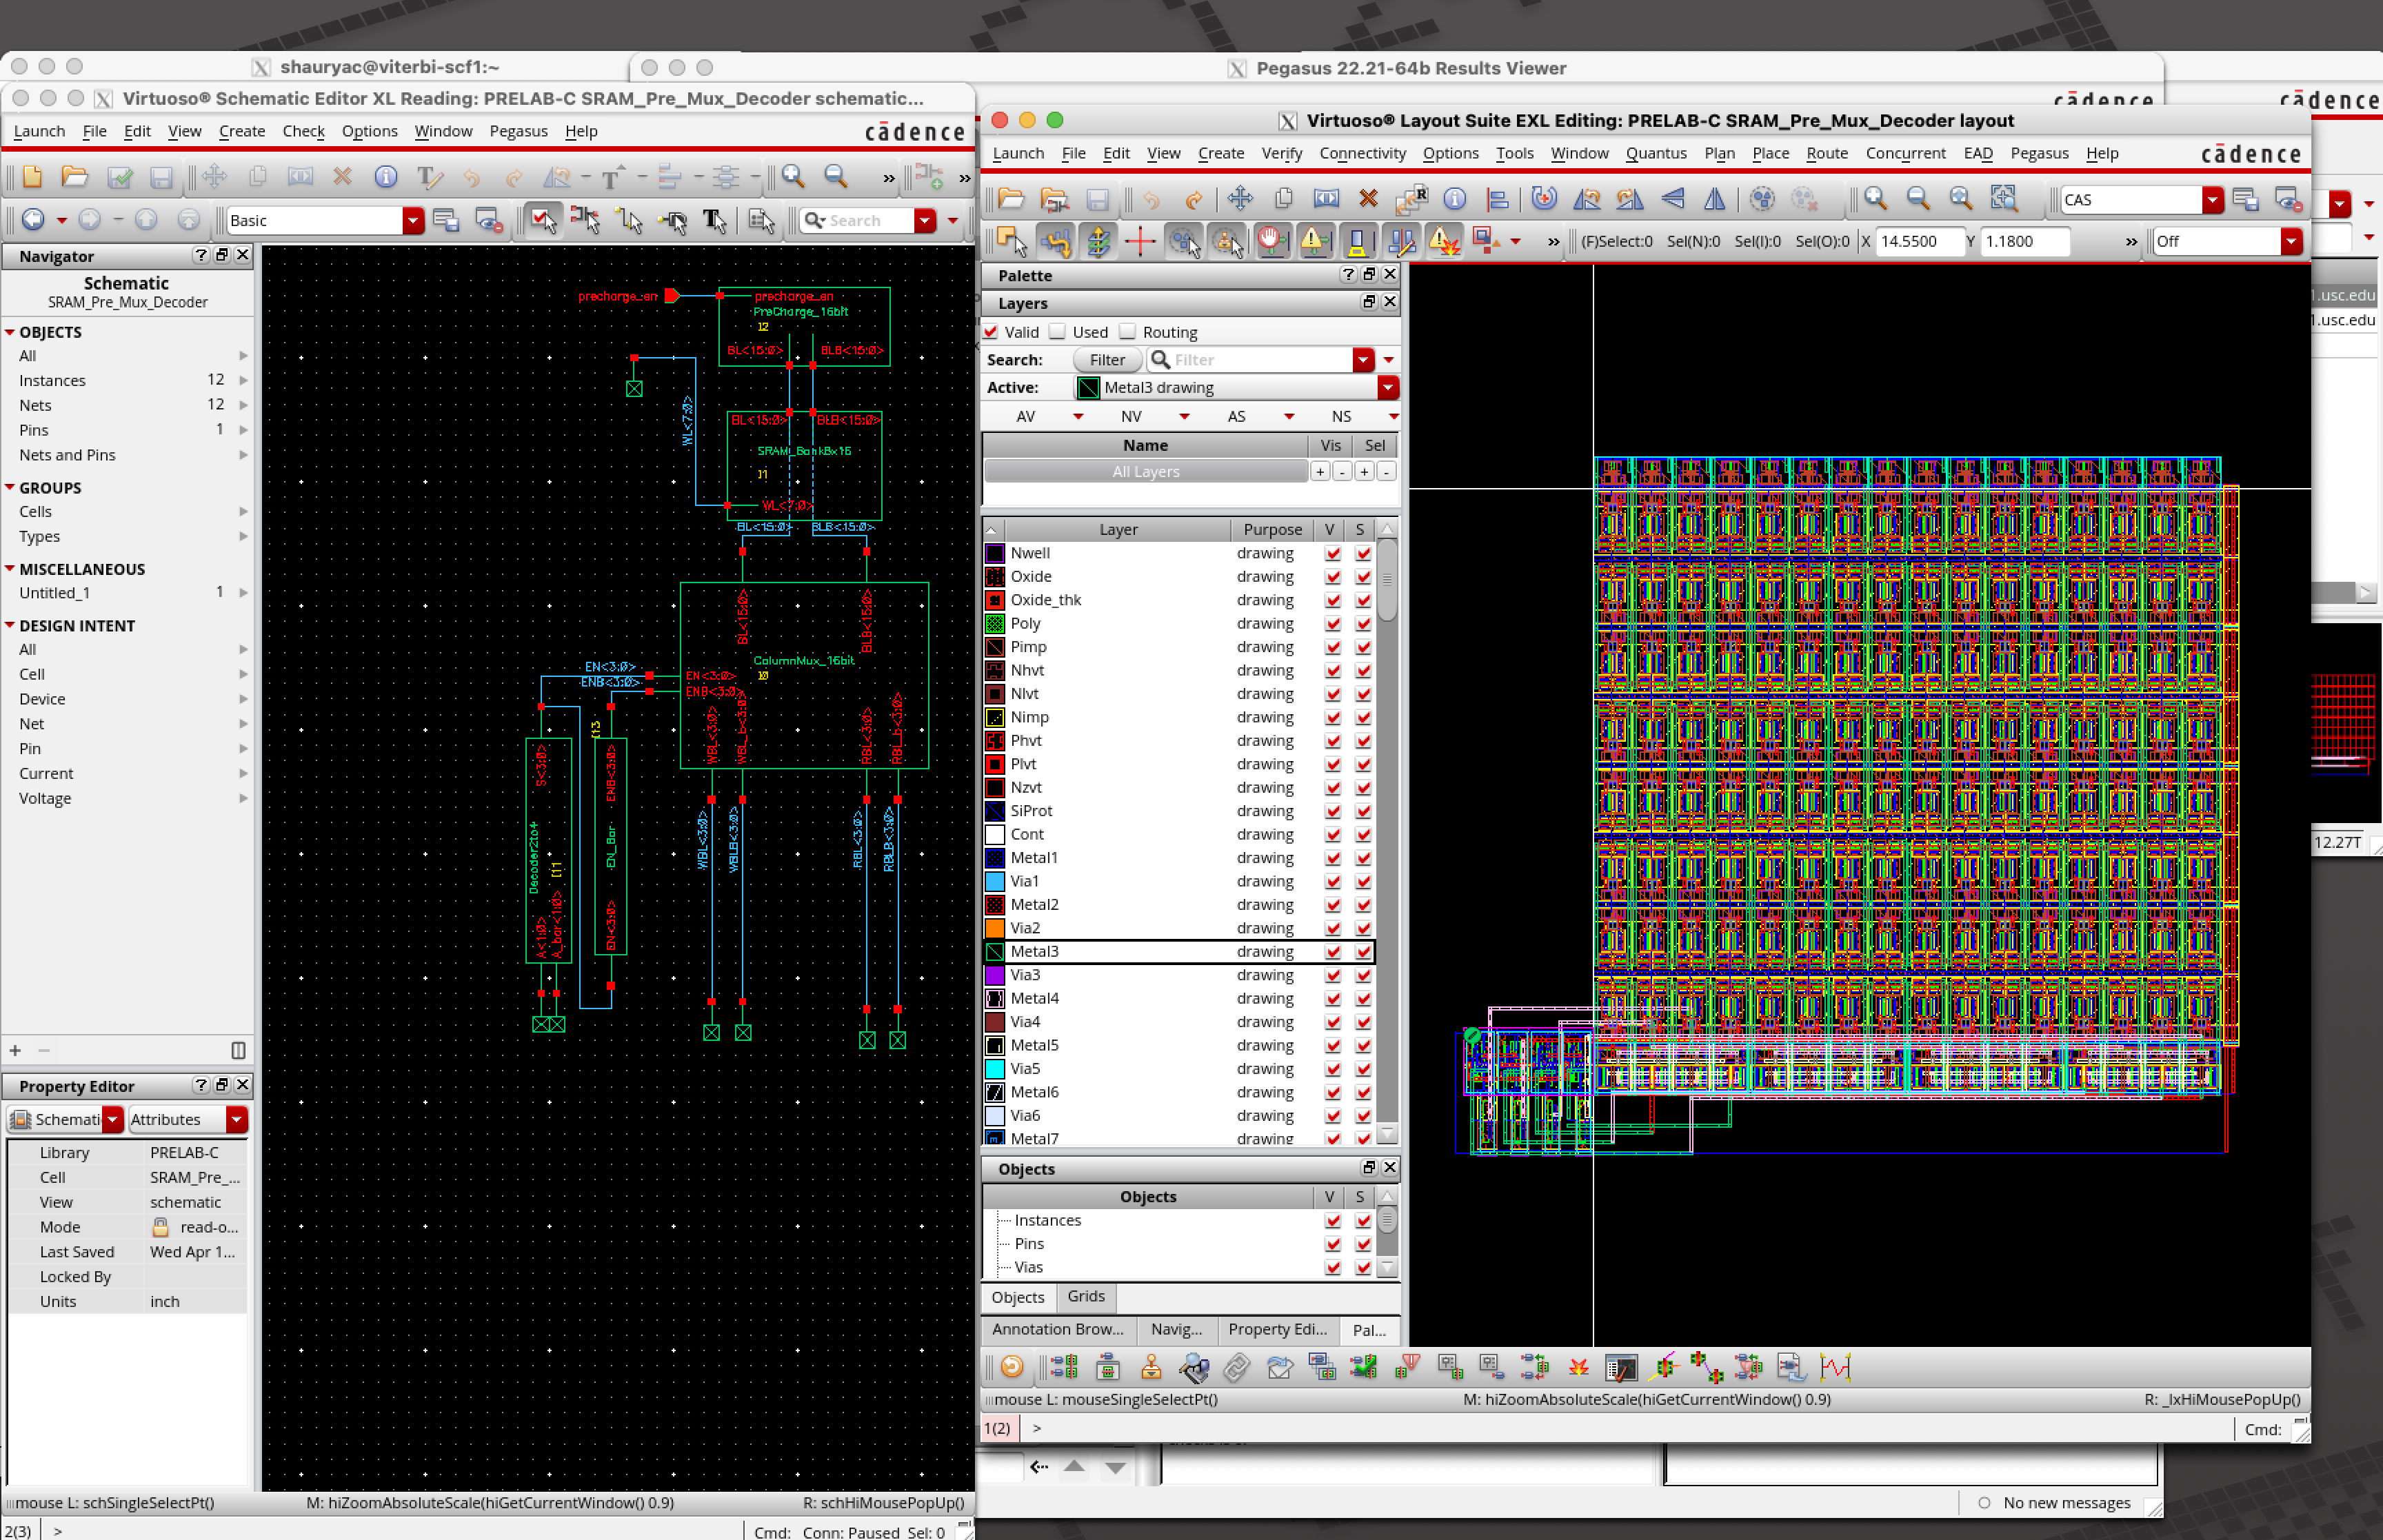 shauryac@viterbi-scf1:~
Pegasus 22.21-64b Results Viewer
cādence
cādence
Virtuoso® Schematic Editor XL Reading: PRELAB-C SRAM_Pre_Mux_Decoder schematic...
Launch File Edit View Create Check Options Window Pegasus Help
cādence
Basic
Search
Navigator
Schematic
SRAM_Pre_Mux_Decoder
OBJECTS
All
Instances 12
Nets 12
Pins 1
Nets and Pins
GROUPS
Cells
Types
MISCELLANEOUS
Untitled_1 1
DESIGN INTENT
All
Cell
Device
Net
Pin
Current
Voltage
Property Editor
Schemati Attributes
Library PRELAB-C
Cell SRAM_Pre_...
View schematic
Mode read-o...
Last Saved Wed Apr 1...
Locked By
Units inch
precharge_en
precharge_en
PreCharge_16bit
I2
BL<15:0> BLB<15:0>
WL<7:0>
BL<15:0> BLB<15:0>
SRAM_Bank8x16
I1
WL<7:0>
BL<15:0> BLB<15:0>
BL<15:0>
BLB<15:0>
ColumnMux_16bit
I0
EN<3:0>
ENB<3:0>
EN<3:0>
ENB<3:0>
WBL<3:0>
WBL_b<3:0>
RBL<3:0>
RBL_b<3:0>
S<3:0>
Decoder2to4
I11
A<1:0>
A_bar<1:0>
I13
ENB<3:0>
EN_Bar
EN<3:0>
WBL<3:0>
WBLB<3:0>
RBL<3:0>
RBLB<3:0>
mouse L: schSingleSelectPt() M: hiZoomAbsoluteScale(hiGetCurrentWindow() 0.9) R: schHiMousePopUp()
2(3) > Cmd: Conn: Paused Sel: 0
Virtuoso® Layout Suite EXL Editing: PRELAB-C SRAM_Pre_Mux_Decoder layout
Launch File Edit View Create Verify Connectivity Options Tools Window Quantus Plan Place Route Concurrent EAD Pegasus Help
cādence
CAS
(F)Select:0 Sel(N):0 Sel(I):0 Sel(O):0 X 14.5500 Y 1.1800 Off
Palette
Layers
Valid Used Routing
Search: Filter Filter
Active: Metal3 drawing
AV NV AS NS
Name Vis Sel
All Layers + - + -
Layer Purpose V S
Nwell drawing
Oxide drawing
Oxide_thk drawing
Poly drawing
Pimp drawing
Nhvt drawing
Nlvt drawing
Nimp drawing
Phvt drawing
Plvt drawing
Nzvt drawing
SiProt drawing
Cont drawing
Metal1 drawing
Via1 drawing
Metal2 drawing
Via2 drawing
Metal3 drawing
Via3 drawing
Metal4 drawing
Via4 drawing
Metal5 drawing
Via5 drawing
Metal6 drawing
Via6 drawing
Metal7 drawing
Objects
Objects V S
Instances
Pins
Vias
Objects Grids
Annotation Brow... Navig... Property Edi... Pal...
mouse L: mouseSingleSelectPt() M: hiZoomAbsoluteScale(hiGetCurrentWindow() 0.9) R: _lxHiMousePopUp()
1(2) > Cmd:
1.usc.edu
1.usc.edu
12.27T
No new messages